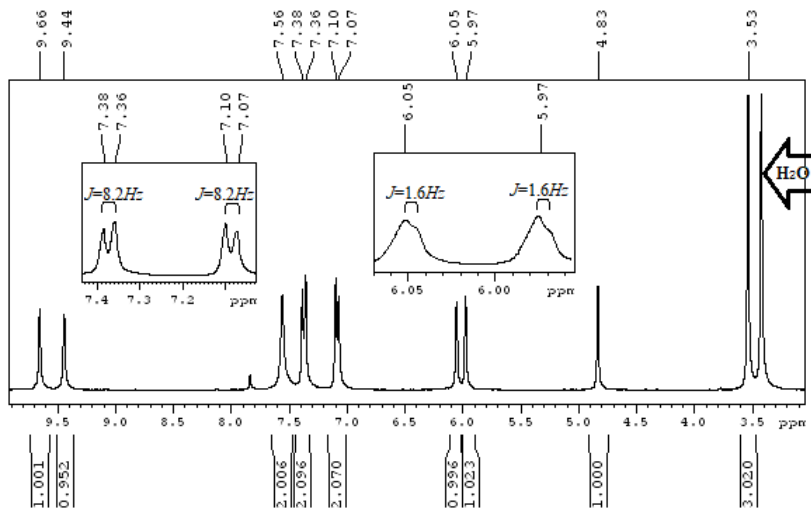 9.66 9.44 7.56 7.38 7.36 7.10 7.07 6.05 5.97 4.83 3.53
7.38 7.36 7.10 7.07
6.05 5.97
J=8.2Hz J=8.2Hz
J=1.6Hz J=1.6Hz
H2O
7.4 7.3 7.2 ppm
6.05 6.00 ppm
9.5 9.0 8.5 8.0 7.5 7.0 6.5 6.0 5.5 5.0 4.5 4.0 3.5 ppm
1.001 0.952 2.006 2.096 2.070 0.996 1.023 1.000 3.020